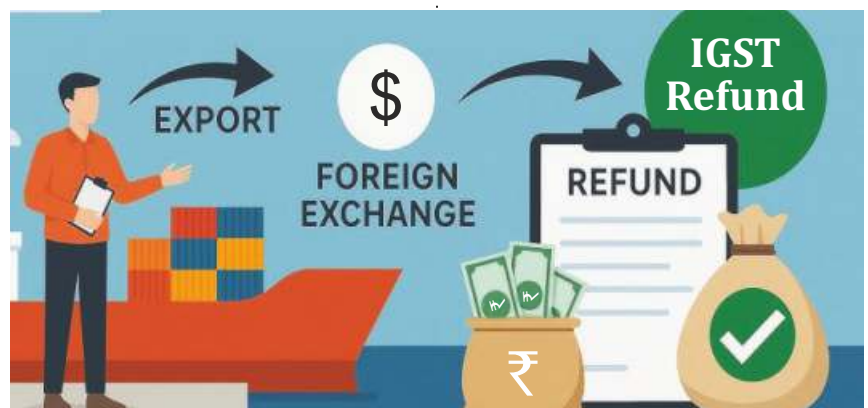 EXPORT
$
FOREIGN
EXCHANGE
IGST
Refund
REFUND
₹